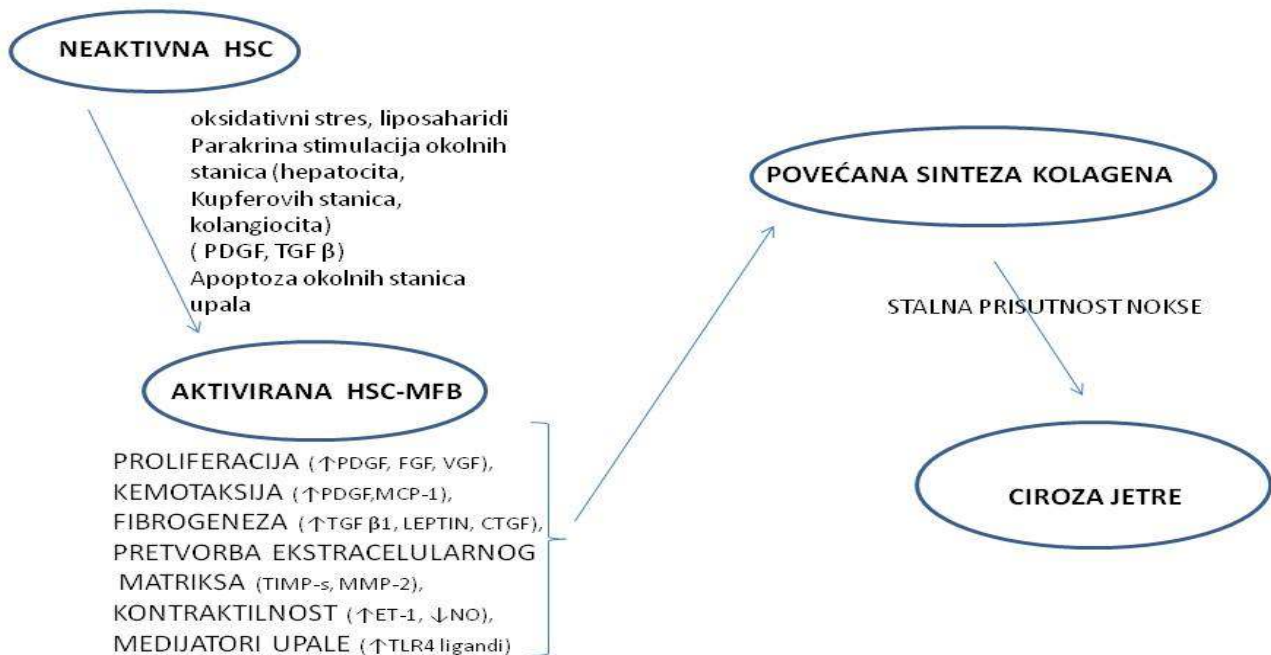 NEAKTIVNA HSC
oksidativni stres, liposaharidi
Parakrina stimulacija okolnih
stanica (hepatocita,
Kupferovih stanica,
kolangiocita)
( PDGF, TGF β)
Apoptoza okolnih stanica
upala
AKTIVIRANA HSC-MFB
PROLIFERACIJA (↑PDGF, FGF, VGF),
KEMOTAKSIJA (↑PDGF,MCP-1),
FIBROGENEZA (↑TGF β1, LEPTIN, CTGF),
PRETVORBA EKSTRACELULARNOG
MATRIKSA (TIMP-s, MMP-2),
KONTRAKTILNOST (↑ET-1, ↓NO),
MEDIJATORI UPALE (↑TLR4 ligandi)
POVEĆANA SINTEZA KOLAGENA
STALNA PRISUTNOST NOKSE
CIROZA JETRE